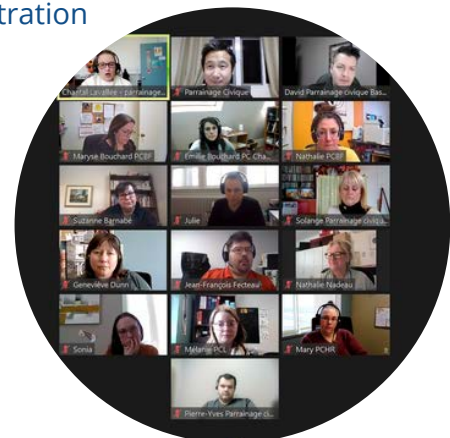 tration
Chantal Lavallée - parrainage...
Parrainage Civique
David Parrainage civique Bas...
Maryse Bouchard PCBF
Emilie Bouchard PC Cha...
Nathalie PCBF
Suzanne Barnabé
Julie
Solange Parrainage civiqu...
Geneviève Dunn
Jean-François Fecteau
Nathalie Nadeau
Sonia
Mélanie PCL
Mary PCHR
Pierre-Yves Parrainage ci...